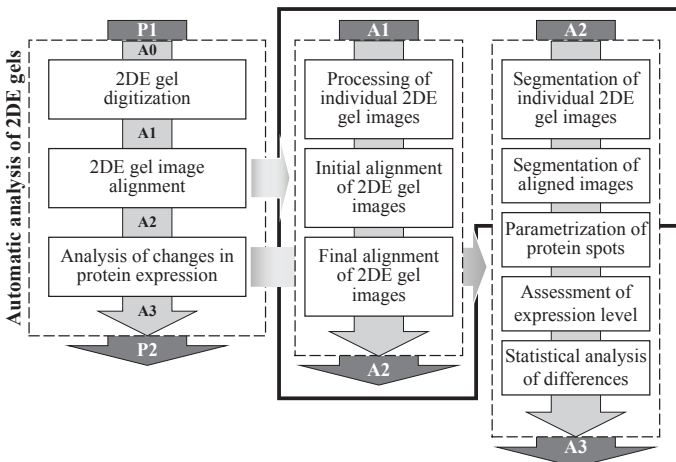 Automatic analysis of 2DE gels
P1
A0
2DE gel
digitization
A1
2DE gel image
alignment
A2
Analysis of changes in
protein expression
A3
P2
A1
Processing of
individual 2DE
gel images
Initial alignment
of 2DE gel
images
Final alignment
of 2DE gel
images
A2
A2
Segmentation of
individual 2DE
gel images
Segmentation of
aligned images
Parametrization of
protein spots
Assessment of
expression level
Statistical analysis
of differences
A3